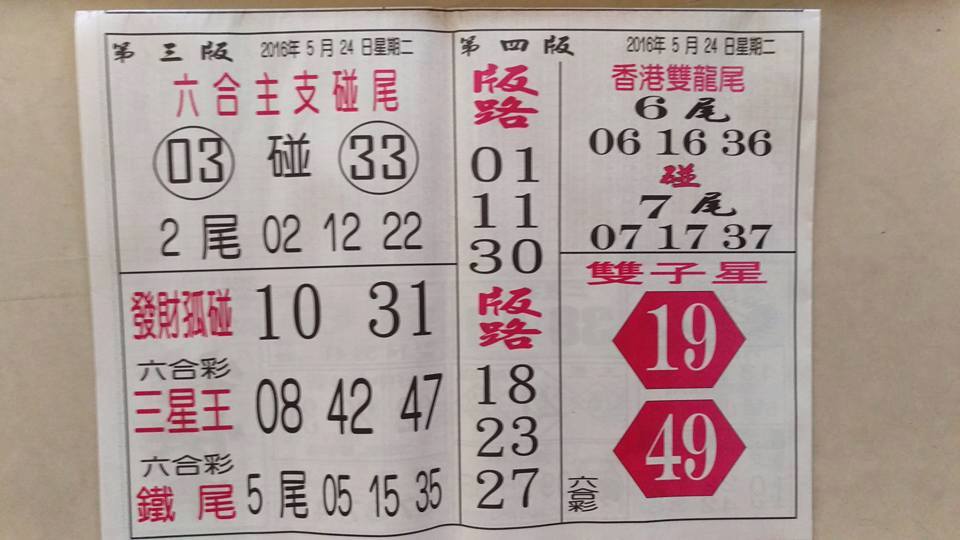 第三版 2016年5月24日星期二
六合主支碰尾
03 碰 33
2尾 02 12 22
發財孤碰 10 31
六合彩
三星王 08 42 47
六合彩
鐵尾 5尾 05 15 35
第四版 2016年5月24日星期二
版路
01
11
30
版路
18
23
27
香港雙龍尾
6尾
06 16 36
碰
7尾
07 17 37
雙子星
19
49
六合彩